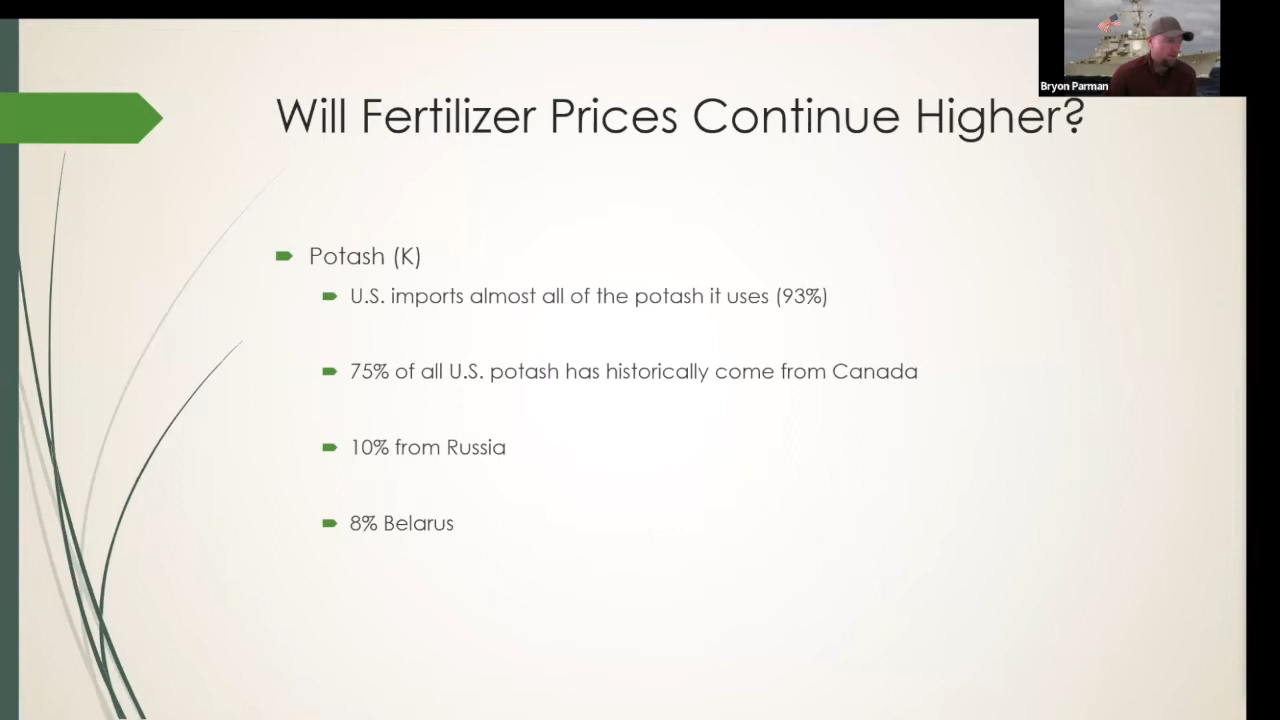 Bryon Parman
Will Fertilizer Prices Continue Higher?
Potash (K)
U.S. imports almost all of the potash it uses (93%)
75% of all U.S. potash has historically come from Canada
10% from Russia
8% Belarus